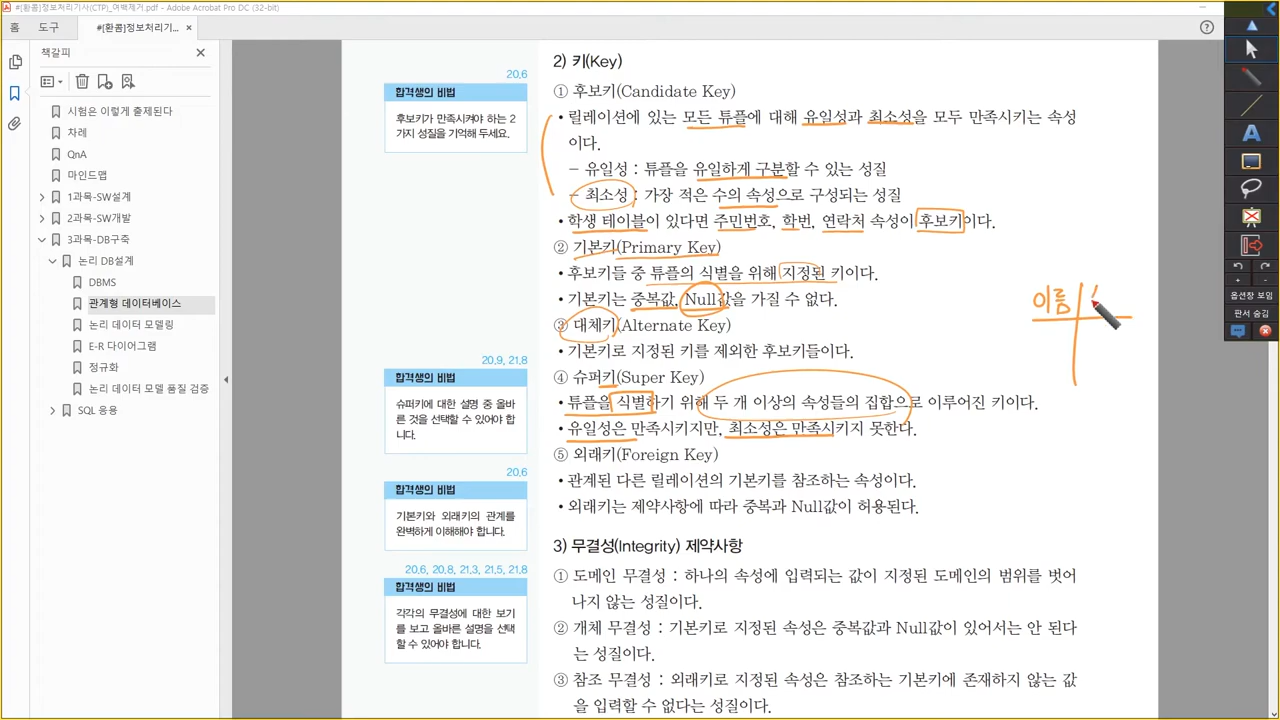 #[환콤]정보처리기사(CTP)_여백제거.pdf - Adobe Acrobat Pro DC (32-bit)
홈
도구
#[환콤]정보처리기...
×
책갈피
시험은 이렇게 출제된다
차례
QnA
마인드맵
1과목-SW설계
2과목-SW개발
3과목-DB구축
논리 DB설계
DBMS
관계형 데이터베이스
논리 데이터 모델링
E-R 다이어그램
정규화
논리 데이터 모델 품질 검증
SQL 응용
20.6
합격생의 비법
후보키가 만족시켜야 하는 2
가지 성질을 기억해 두세요.
20.9, 21.8
합격생의 비법
슈퍼키에 대한 설명 중 올바
른 것을 선택할 수 있어야 합
니다.
20.6
합격생의 비법
기본키와 외래키의 관계를
완벽하게 이해해야 합니다.
20.6, 20.8, 21.3, 21.5, 21.8
합격생의 비법
각각의 무결성에 대한 보기
를 보고 올바른 설명을 선택
할 수 있어야 합니다.
2) 키(Key)
① 후보키(Candidate Key)
• 릴레이션에 있는 모든 튜플에 대해 유일성과 최소성을 모두 만족시키는 속성
이다.
– 유일성 : 튜플을 유일하게 구분할 수 있는 성질
– 최소성 : 가장 적은 수의 속성으로 구성되는 성질
• 학생 테이블이 있다면 주민번호, 학번, 연락처 속성이 후보키이다.
② 기본키(Primary Key)
• 후보키들 중 튜플의 식별을 위해 지정된 키이다.
• 기본키는 중복값, Null값을 가질 수 없다.
③ 대체키(Alternate Key)
• 기본키로 지정된 키를 제외한 후보키들이다.
④ 슈퍼키(Super Key)
• 튜플을 식별하기 위해 두 개 이상의 속성들의 집합으로 이루어진 키이다.
• 유일성은 만족시키지만, 최소성은 만족시키지 못한다.
⑤ 외래키(Foreign Key)
• 관계된 다른 릴레이션의 기본키를 참조하는 속성이다.
• 외래키는 제약사항에 따라 중복과 Null값이 허용된다.
3) 무결성(Integrity) 제약사항
① 도메인 무결성 : 하나의 속성에 입력되는 값이 지정된 도메인의 범위를 벗어
나지 않는 성질이다.
② 개체 무결성 : 기본키로 지정된 속성은 중복값과 Null값이 있어서는 안 된다
는 성질이다.
③ 참조 무결성 : 외래키로 지정된 속성은 참조하는 기본키에 존재하지 않는 값
을 입력할 수 없다는 성질이다.
이름
A
옵션장 보임
판서 숨김